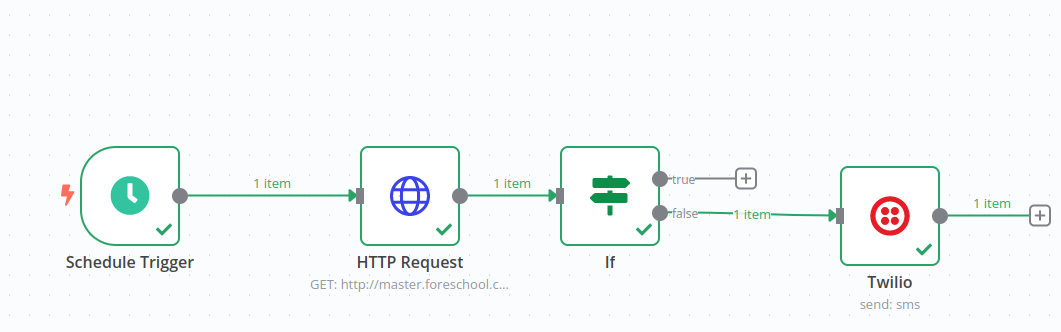 1 item
1 item
true
false
1 item
1 item
Schedule Trigger
HTTP Request
GET: http://master.foreschool.c...
If
Twilio
send: sms